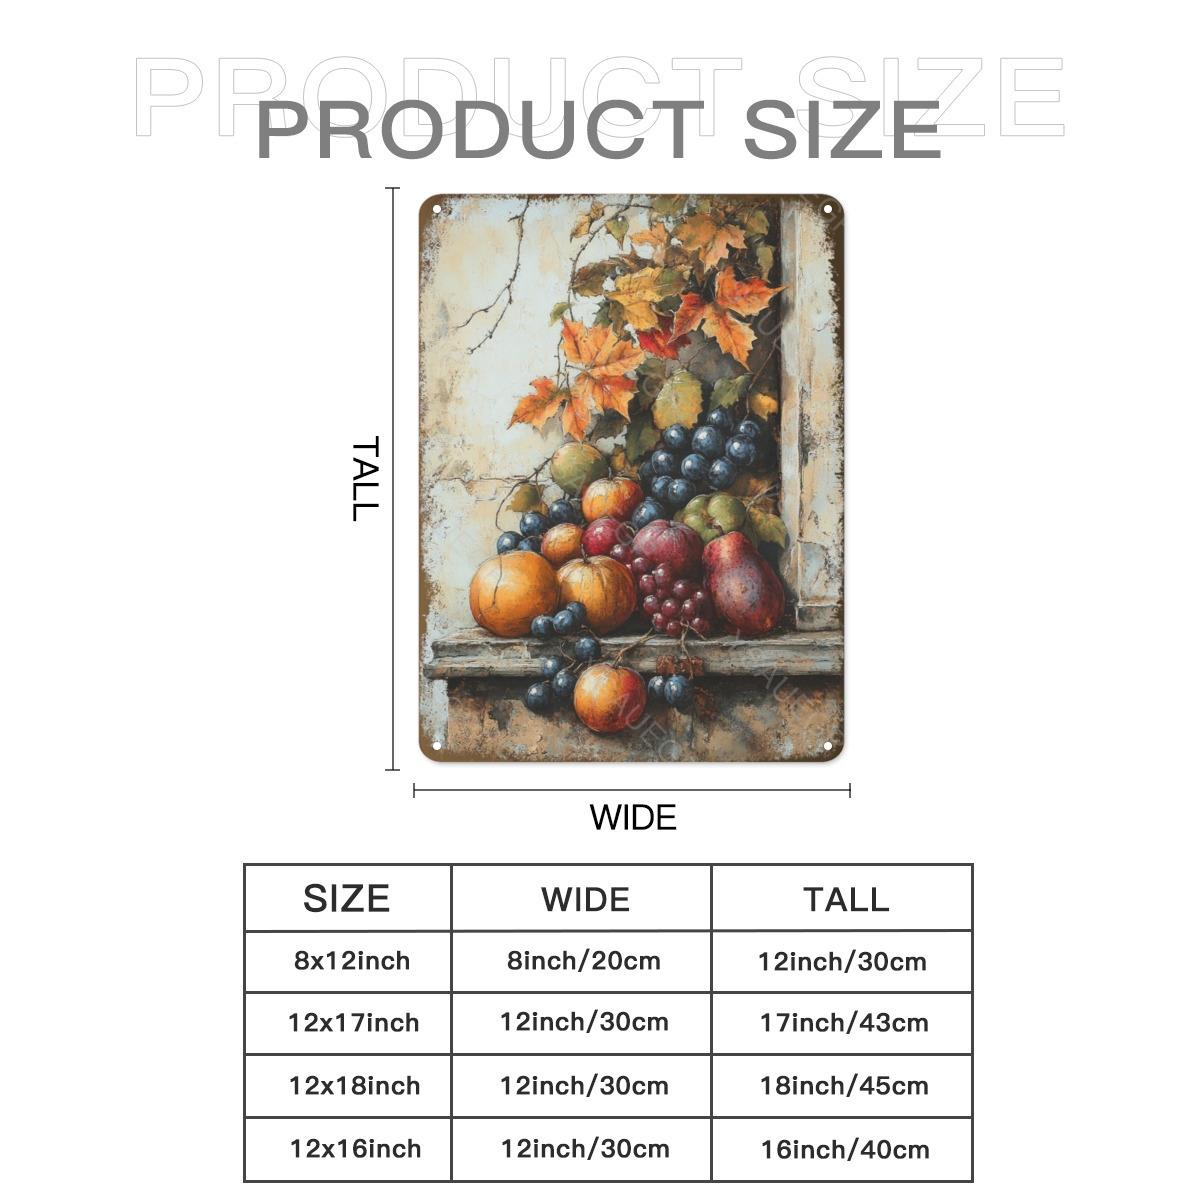 PRODUCT SIZE
PRODUCT SIZE
TALL
WIDE
SIZE WIDE TALL
8x12inch 8inch/20cm 12inch/30cm
12x17inch 12inch/30cm 17inch/43cm
12x18inch 12inch/30cm 18inch/45cm
12x16inch 12inch/30cm 16inch/40cm